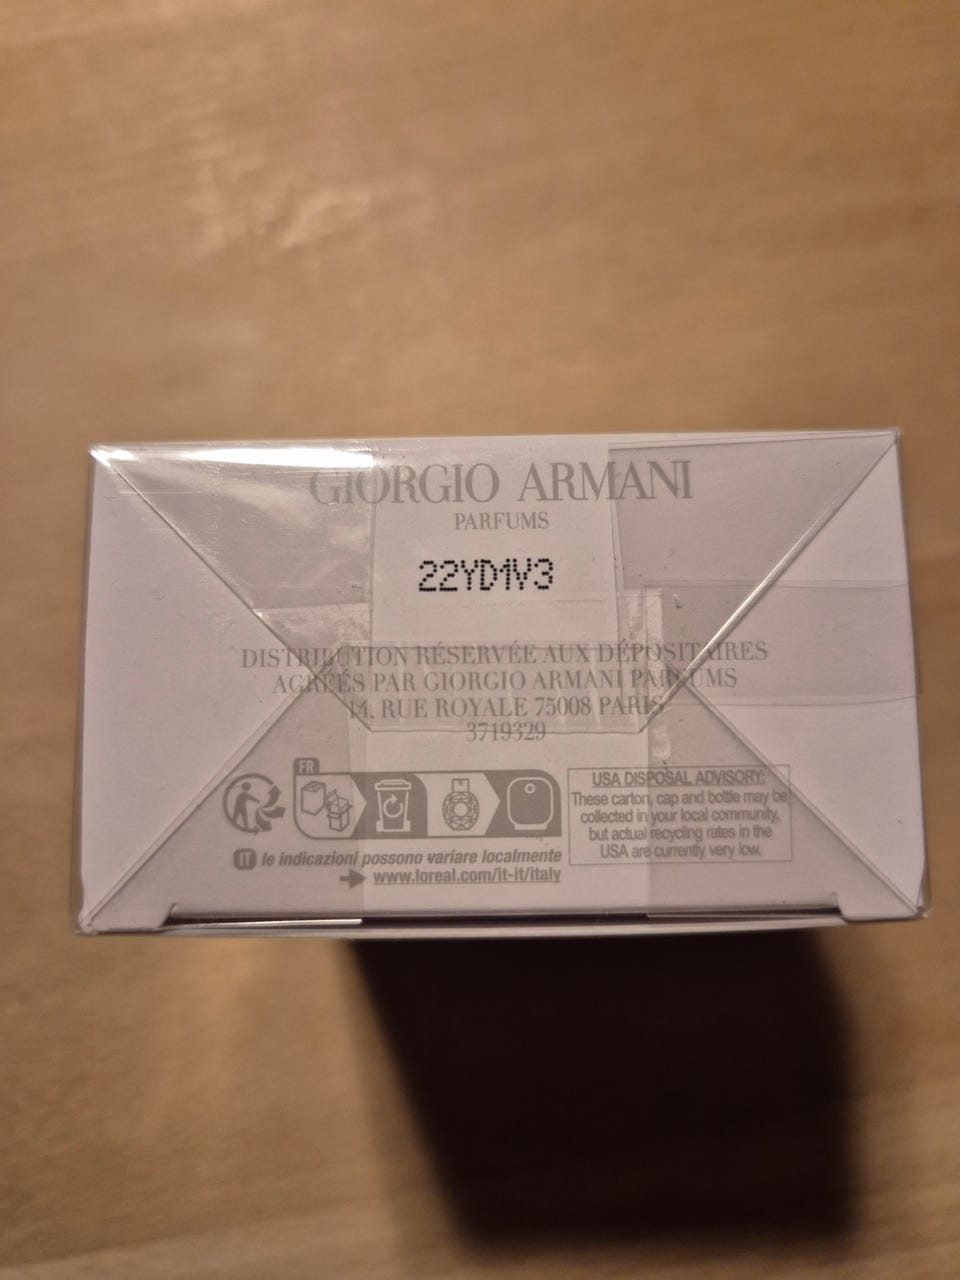 GIORGIO ARMANI
PARFUMS
22YD1V3
DISTRIBUTION RÉSERVÉE AUX DÉPOSITAIRES
AGRÉÉS PAR GIORGIO ARMANI PARFUMS
14, RUE ROYALE 75008 PARIS
3719329
FR
IT le indicazioni possono variare localmente
www.loreal.com/it-it/italy
USA DISPOSAL ADVISORY:
These carton, cap and bottle may be
collected in your local community,
but actual recycling rates in the
USA are currently very low.